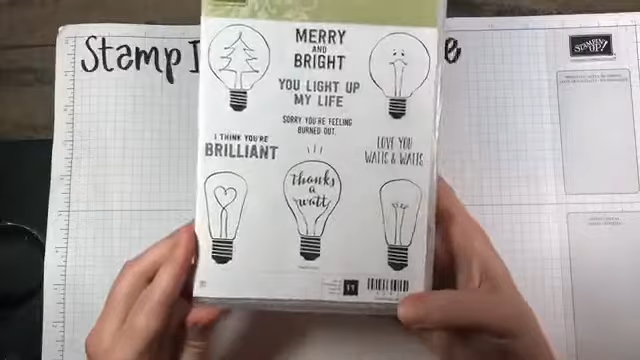 Stamp I
e
STAMPIN' UP!
MERRY
AND
BRIGHT
YOU LIGHT UP
MY LIFE
SORRY YOU'RE FEELING
BURNED OUT.
I THINK YOU'RE
BRILLIANT
LOVE YOU
WATTS & WATTS
thanks
a
watt